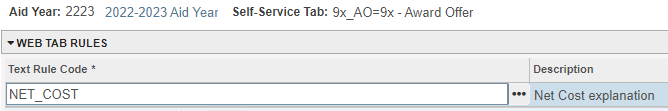 Aid Year: 2223 2022-2023 Aid Year Self-Service Tab: 9x_AO=9x - Award Offer
WEB TAB RULES
Text Rule Code * Description
NET_COST ••• Net Cost explanation